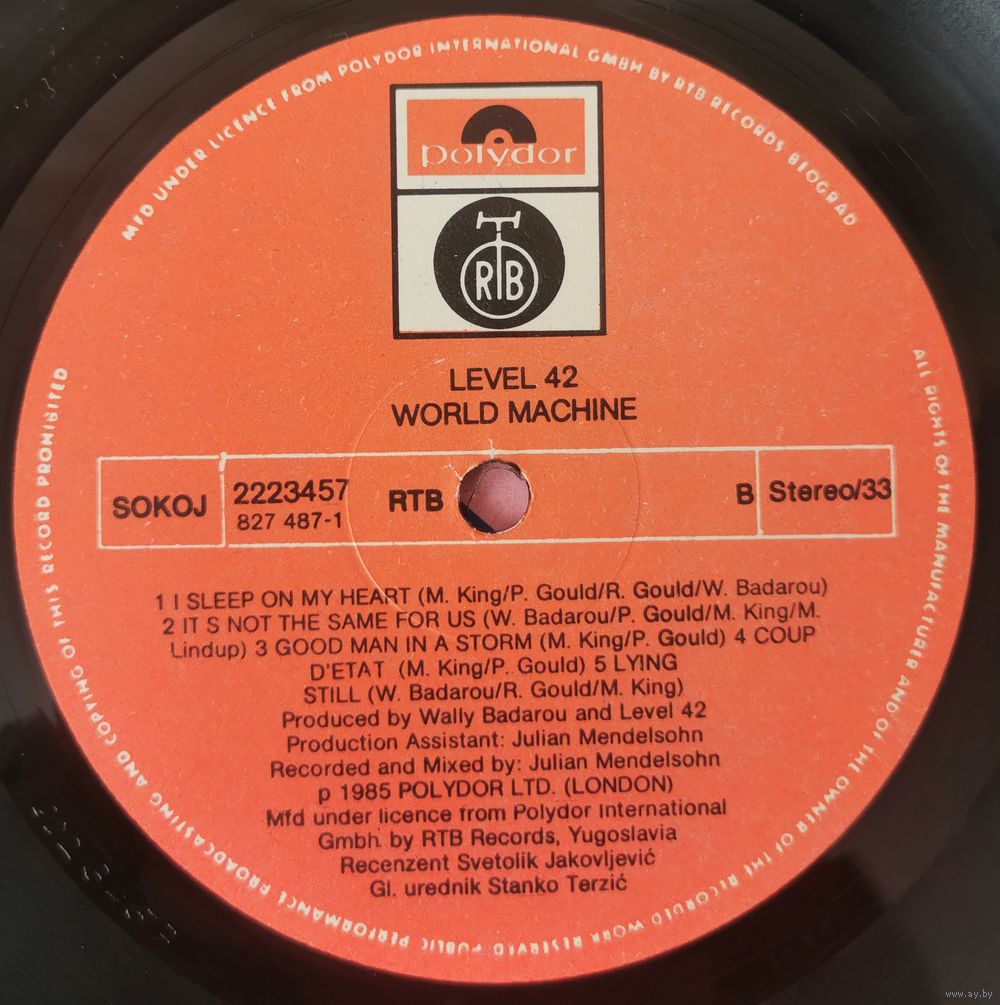 MFD UNDER LICENCE FROM POLYDOR INTERNATIONAL GMBH BY RTB RECORDS BEOGRAD
polydor
RTB
LEVEL 42
WORLD MACHINE
SOKOJ
2223457
827 487-1
RTB
B
Stereo/33
1 I SLEEP ON MY HEART (M. King/P. Gould/R. Gould/W. Badarou)
2 IT S NOT THE SAME FOR US (W. Badarou/P. Gould/M. King/M.
Lindup) 3 GOOD MAN IN A STORM (M. King/P. Gould) 4 COUP
D'ETAT (M. King/P. Gould) 5 LYING
STILL (W. Badarou/R. Gould/M. King)
Produced by Wally Badarou and Level 42
Production Assistant: Julian Mendelsohn
Recorded and Mixed by: Julian Mendelsohn
p 1985 POLYDOR LTD. (LONDON)
Mfd under licence from Polydor International
Gmbh. by RTB Records, Yugoslavia
Recenzent Svetolik Jakovljević
Gl. urednik Stanko Terzić
ALL RIGHTS OF THE MANUFACTURER AND OF THE OWNER OF THE RECORDED WORK RESERVED PUBLIC PERFORMANCE BROADCASTING AND COPYING OF THIS RECORD PROHIBITED
www.ay.by